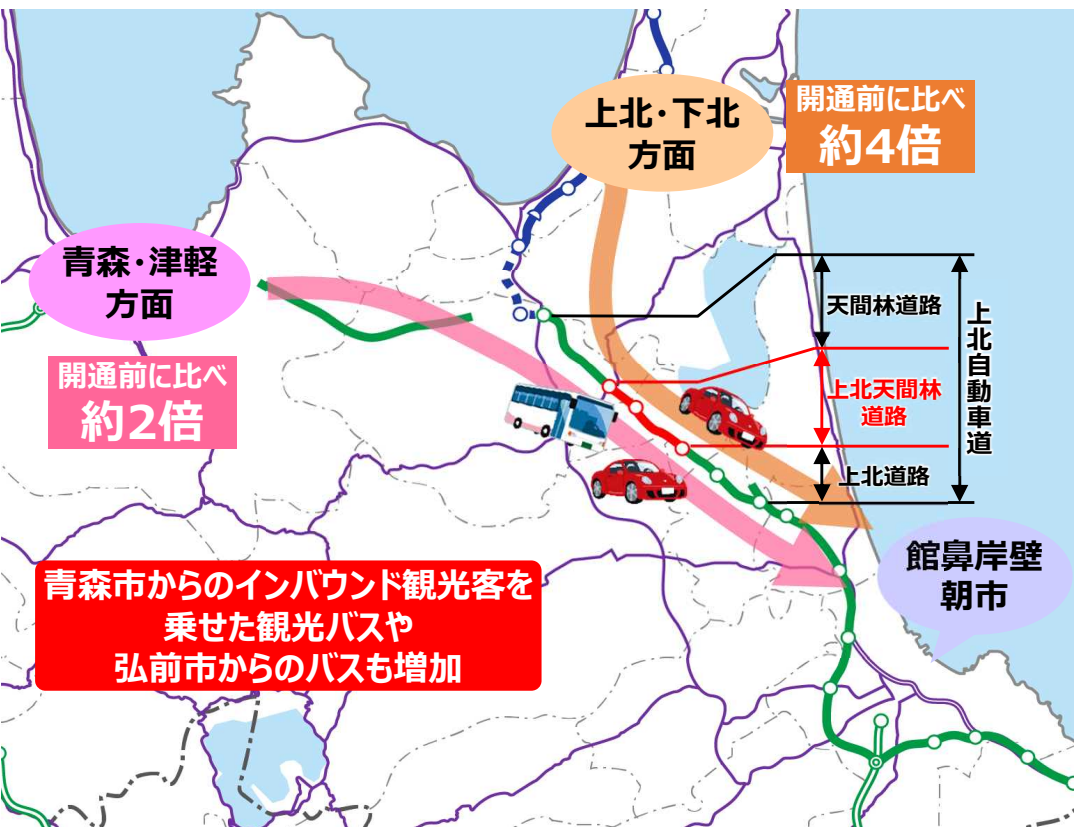 上北・下北
方面
開通前に比べ
約4倍
青森・津軽
方面
開通前に比べ
約2倍
天間林道路
上北天間林
道路
上北道路
上北自動車道
館鼻岸壁
朝市
青森市からのインバウンド観光客を
乗せた観光バスや
弘前市からのバスも増加